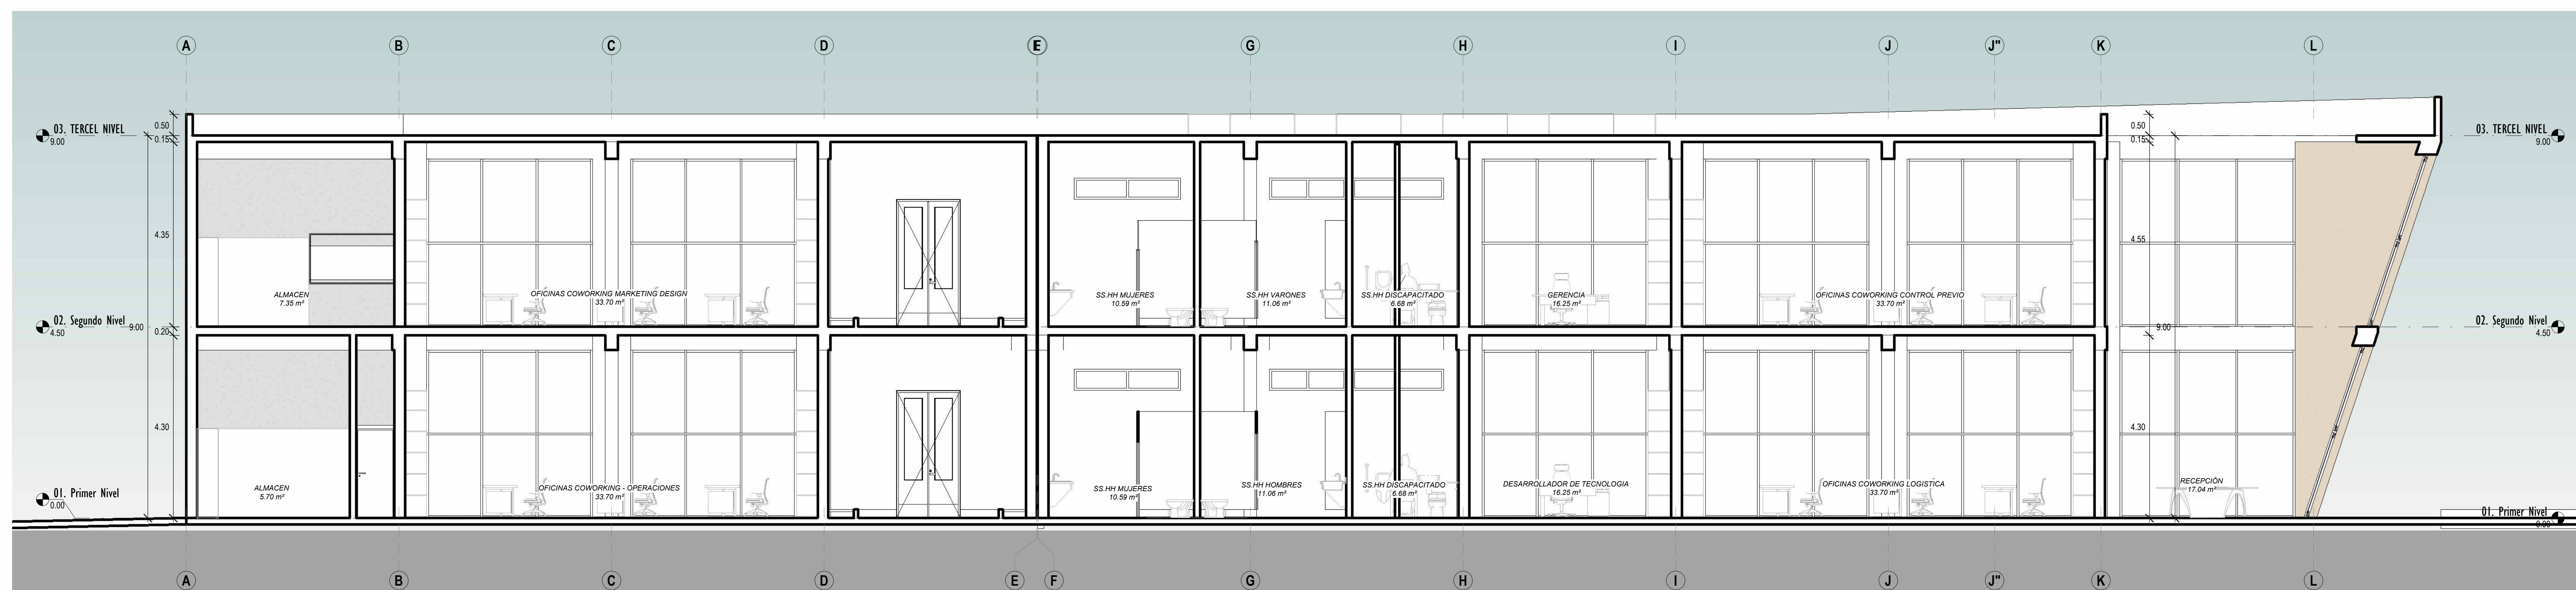 A
B
C
D
E
G
H
I
J
J"
K
L
03. TERCEL NIVEL
9.00
0.50
0.15
0.50
0.15
03. TERCEL NIVEL
9.00
4.35
4.55
ALMACEN
7.35 m²
OFICINAS COWORKING MARKETING DESIGN
33.70 m²
SS.HH MUJERES
10.59 m²
SS.HH VARONES
11.06 m²
SS.HH DISCAPACITADO
6.68 m²
GERENCIA
16.25 m²
OFICINAS COWORKING CONTROL PREVIO
33.70 m²
02. Segundo Nivel
4.50
9.00
0.20
9.00
02. Segundo Nivel
4.50
4.30
4.30
ALMACEN
5.70 m²
OFICINAS COWORKING - OPERACIONES
33.70 m²
SS.HH MUJERES
10.59 m²
SS.HH HOMBRES
11.06 m²
SS.HH DISCAPACITADO
6.68 m²
DESARROLLADOR DE TECNOLOGIA
16.25 m²
OFICINAS COWORKING LOGISTICA
33.70 m²
RECEPCIÓN
17.04 m²
01. Primer Nivel
0.00
01. Primer Nivel
0.00
A
B
C
D
E
F
G
H
I
J
J"
K
L